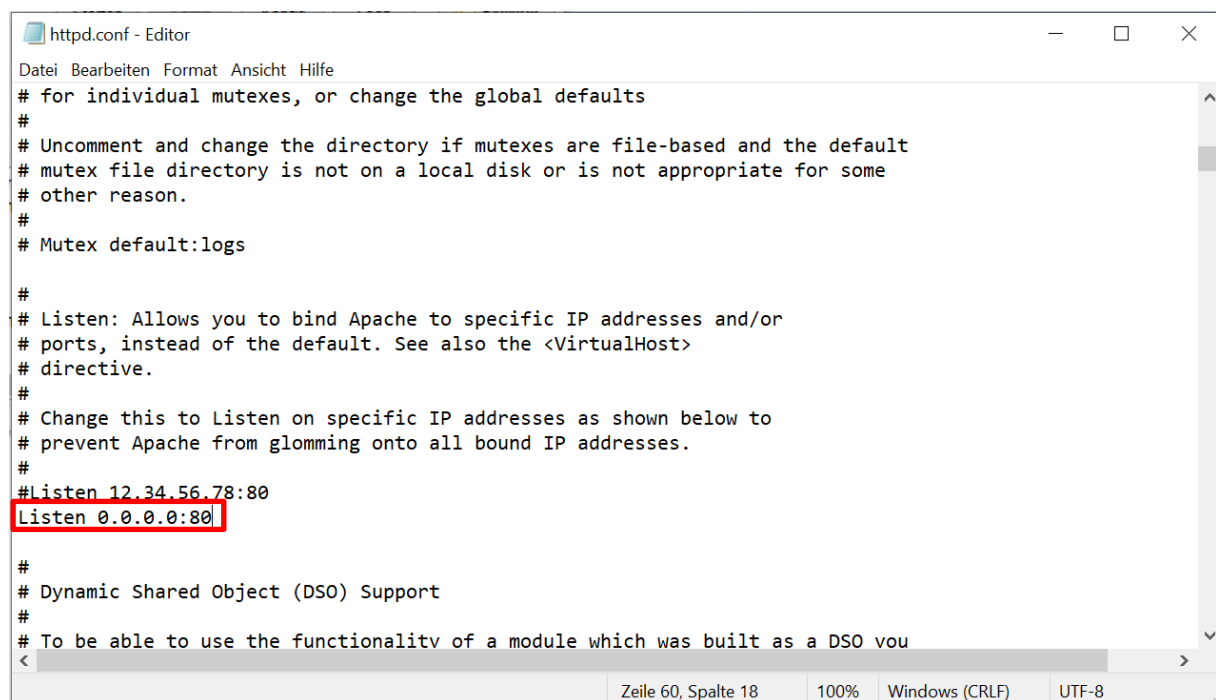 httpd.conf - Editor
Datei Bearbeiten Format Ansicht Hilfe
# for individual mutexes, or change the global defaults
#
# Uncomment and change the directory if mutexes are file-based and the default
# mutex file directory is not on a local disk or is not appropriate for some
# other reason.
#
# Mutex default:logs
#
# Listen: Allows you to bind Apache to specific IP addresses and/or
# ports, instead of the default. See also the <VirtualHost>
# directive.
#
# Change this to Listen on specific IP addresses as shown below to
# prevent Apache from glomming onto all bound IP addresses.
#
#Listen 12.34.56.78:80
Listen 0.0.0.0:80
#
# Dynamic Shared Object (DSO) Support
#
# To be able to use the functionality of a module which was built as a DSO you
Zeile 60, Spalte 18 100% Windows (CRLF) UTF-8